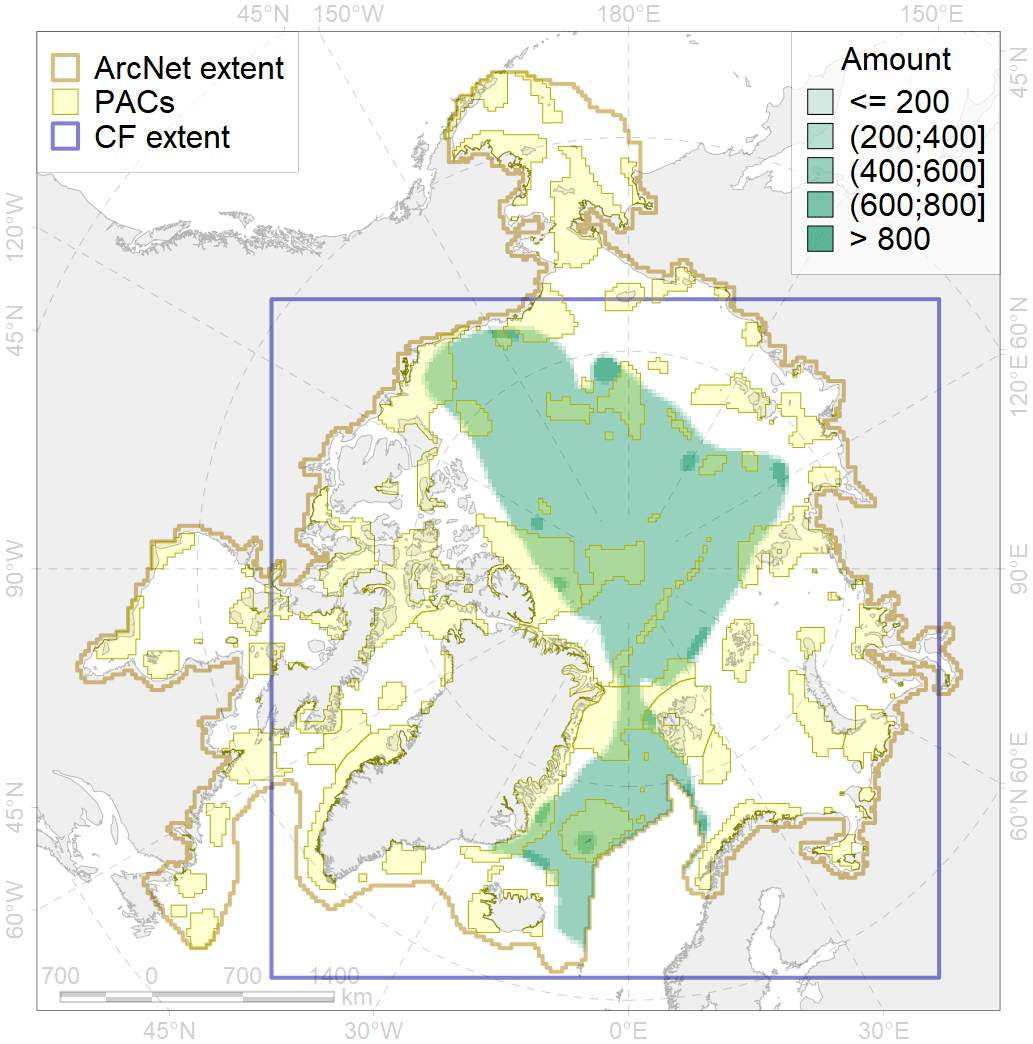 45°N 150°W 180°E 150°E
ArcNet extent
PACs
CF extent
Amount
<= 200
(200;400]
(400;600]
(600;800]
> 800
45°N
120°W
45°N
90°W
45°N
60°W
60°N
120°E
90°E
60°E
60°N
700 0 700 1400
km
45°N 30°W 0°E 30°E